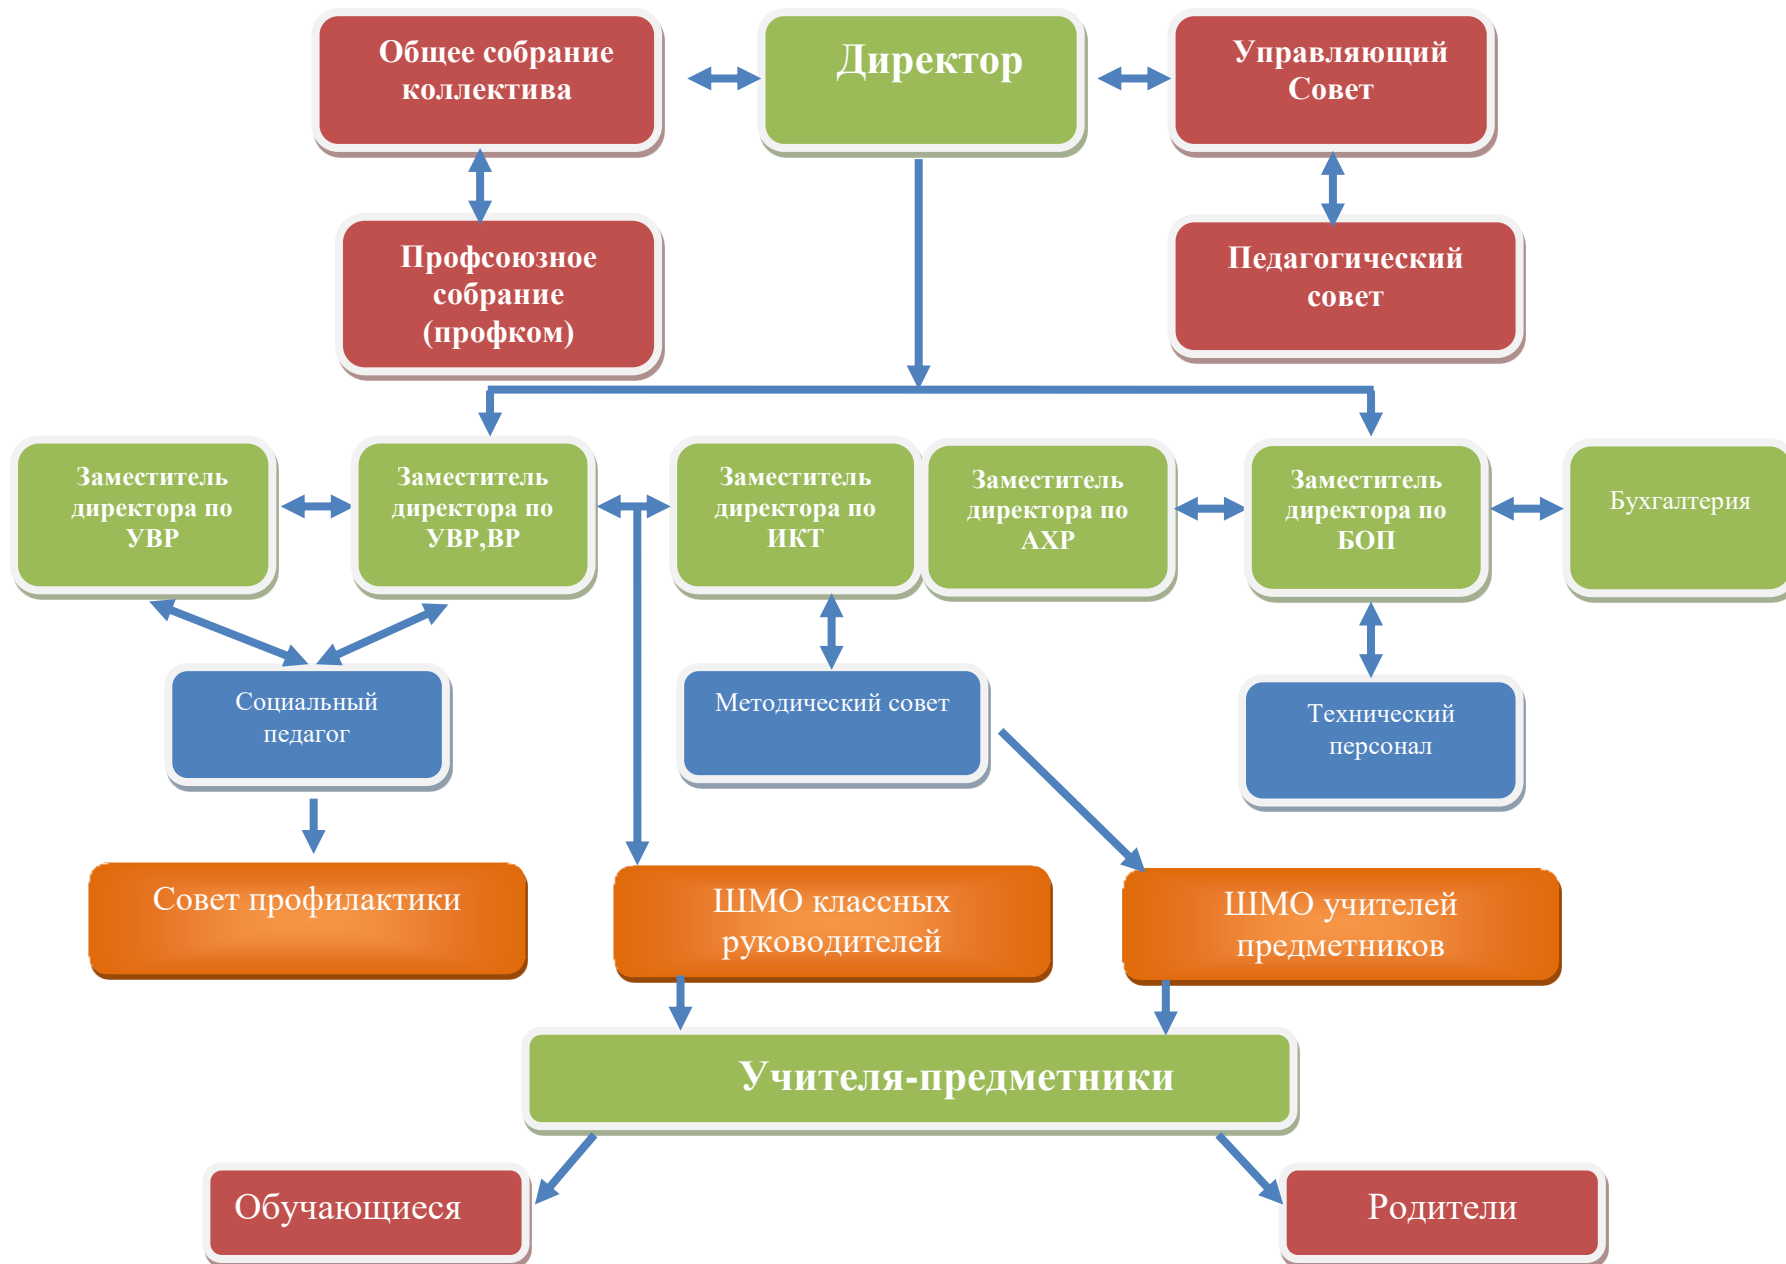 Общее собрание
коллектива
Директор
Управляющий
Совет
Профсоюзное
собрание
(профком)
Педагогический
совет
Заместитель
директора по
УВР
Заместитель
директора по
УВР,ВР
Заместитель
директора по
ИКТ
Заместитель
директора по
АХР
Заместитель
директора по
БОП
Бухгалтерия
Социальный
педагог
Методический совет
Технический
персонал
Совет профилактики
ШМО классных
руководителей
ШМО учителей
предметников
Учителя-предметники
Обучающиеся
Родители